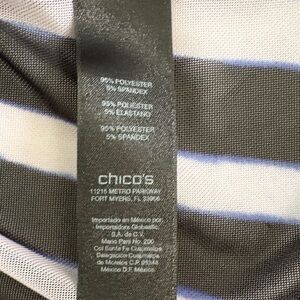 95% POLYESTER
5% SPANDEX
95% POLIÉSTER
5% ELASTANO
95% POLYESTER
5% SPANDEX
chico's
11215 METRO PARKWAY
FORT MYERS, FL 33966
Importado en México por:
Importadora Globastic,
S.A. de C.V.
Mario Pani No. 200
Col Santa Fe Cuajimalpa
Delegación Cuajimalpa
de Morelos C.P. 05348
México D.F. México